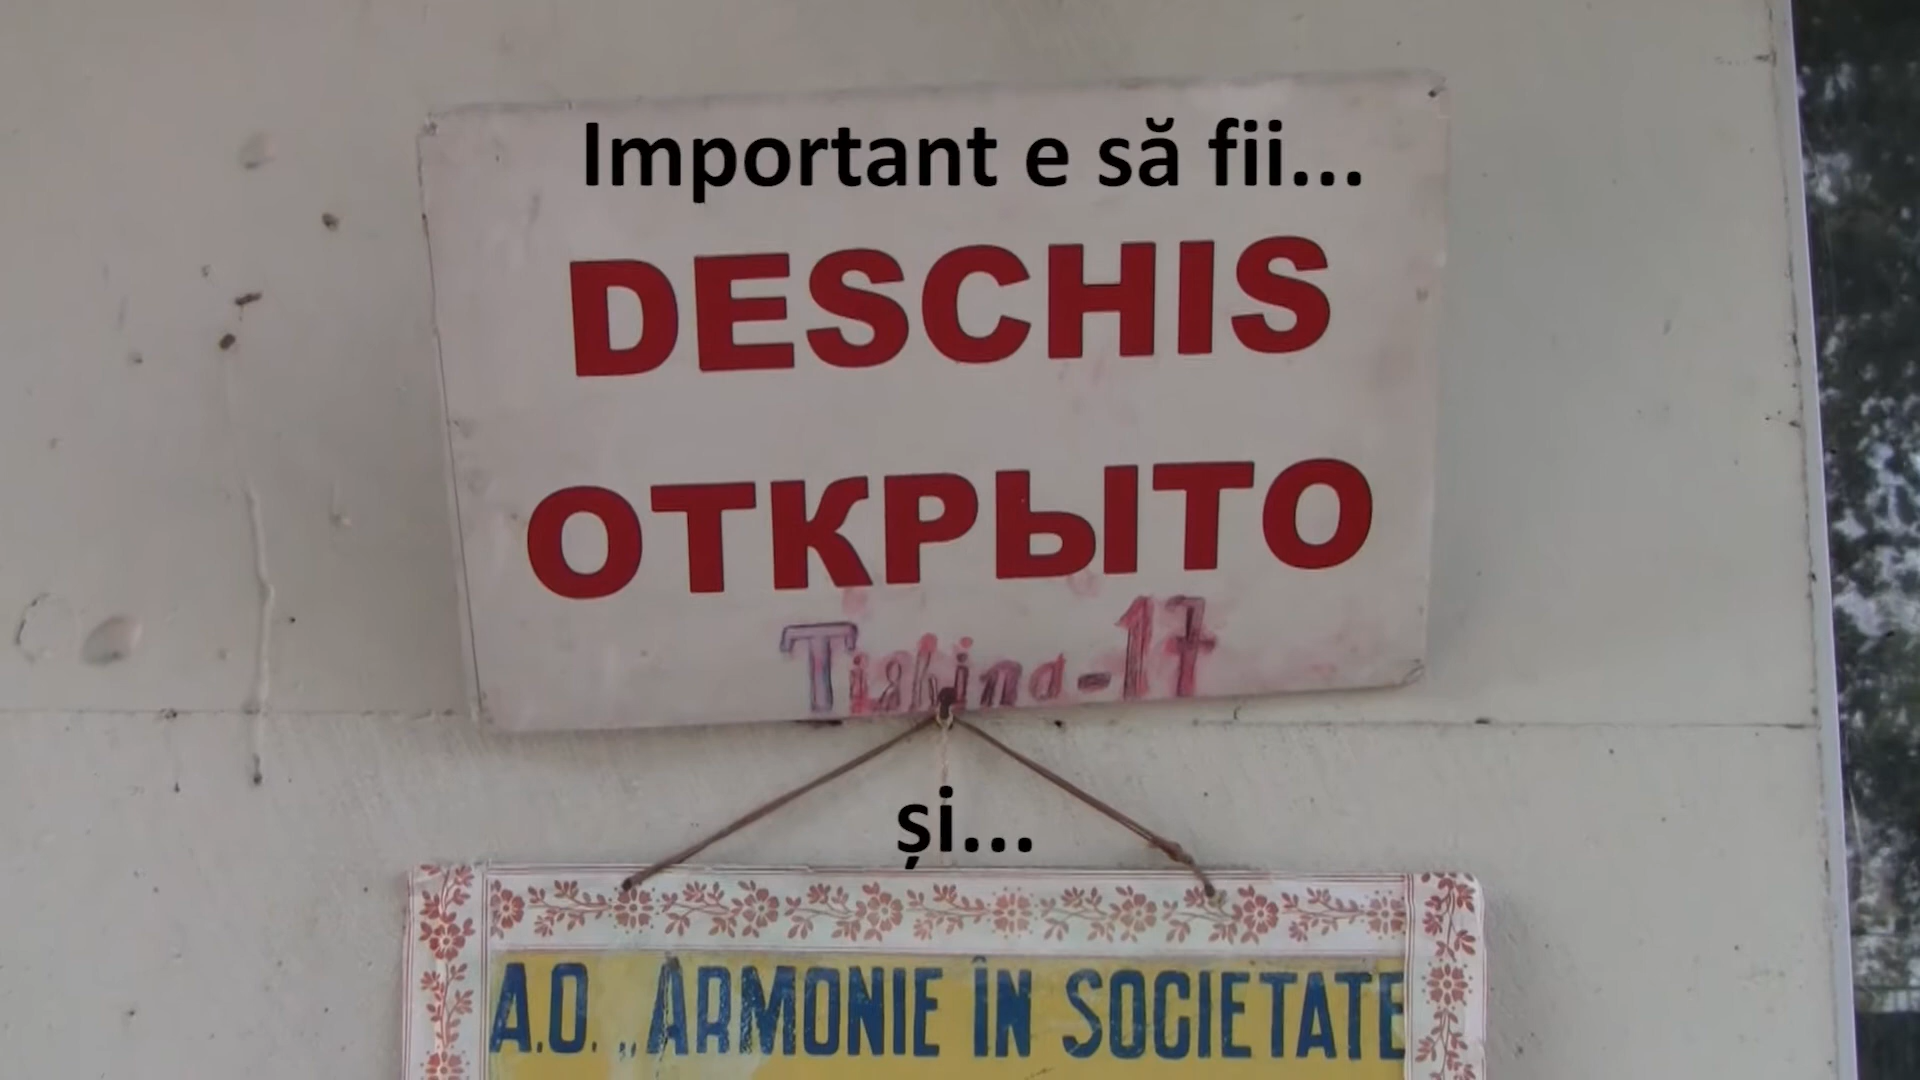 Important e să fii...
DESCHIS
ОТКРЫТО
Tishina-17
și...
A.O. „ARMONIE ÎN SOCIETATE